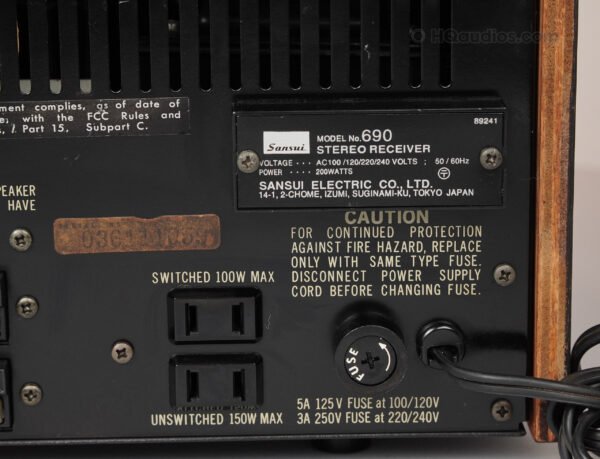 HQaudios.com
ment complies, as of date of
e; with the FCC Rules and
s, / Part 15, Subpart C.
89241
Sansui
MODEL No. 690
STEREO RECEIVER
VOLTAGE ···· AC100/120/220/240 VOLTS ; 50/60Hz
POWER ···· 200WATTS
SANSUI ELECTRIC CO., LTD.
14-1, 2-CHOME, IZUMI, SUGINAMI-KU, TOKYO JAPAN
PEAKER
HAVE
CAUTION
FOR CONTINUED PROTECTION
AGAINST FIRE HAZARD, REPLACE
ONLY WITH SAME TYPE FUSE.
DISCONNECT POWER SUPPLY
CORD BEFORE CHANGING FUSE.
SWITCHED 100W MAX
FUSE
UNSWITCHED 150W MAX
5A 125V FUSE at 100/120V
3A 250V FUSE at 220/240V